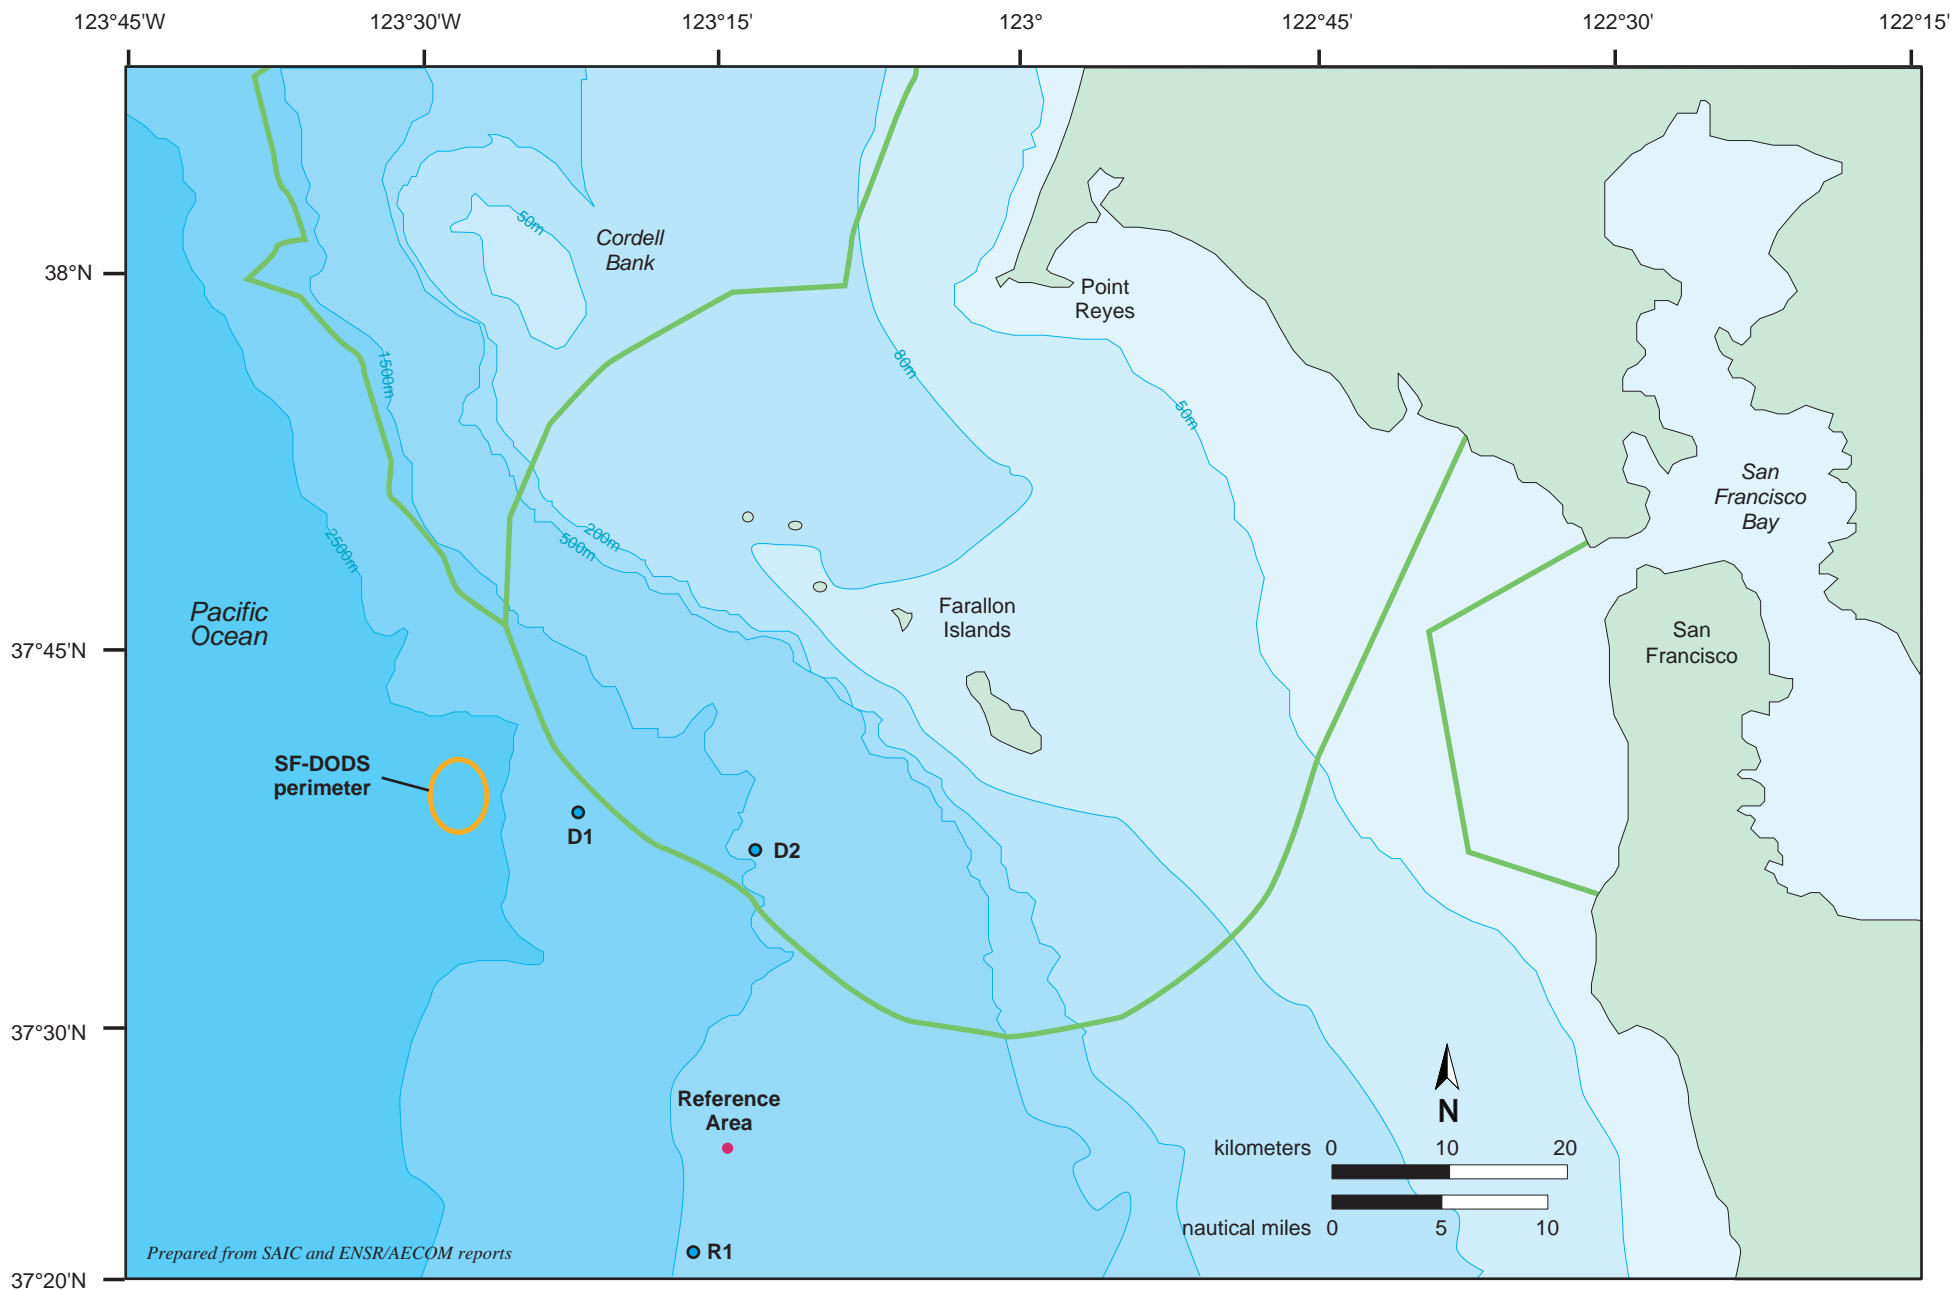 123°45'W 123°30'W 123°15' 123° 122°45' 122°30' 122°15'
50m
Cordell
Bank
38°N
Point
Reyes
1500m
80m
50m
San
Francisco
Bay
2500m
200m
500m
Pacific
Ocean
Farallon
Islands
San
Francisco
37°45'N
SF-DODS
perimeter
D1
D2
37°30'N
Reference
Area
N
kilometers 0 10 20
nautical miles 0 5 10
R1
Prepared from SAIC and ENSR/AECOM reports
37°20'N